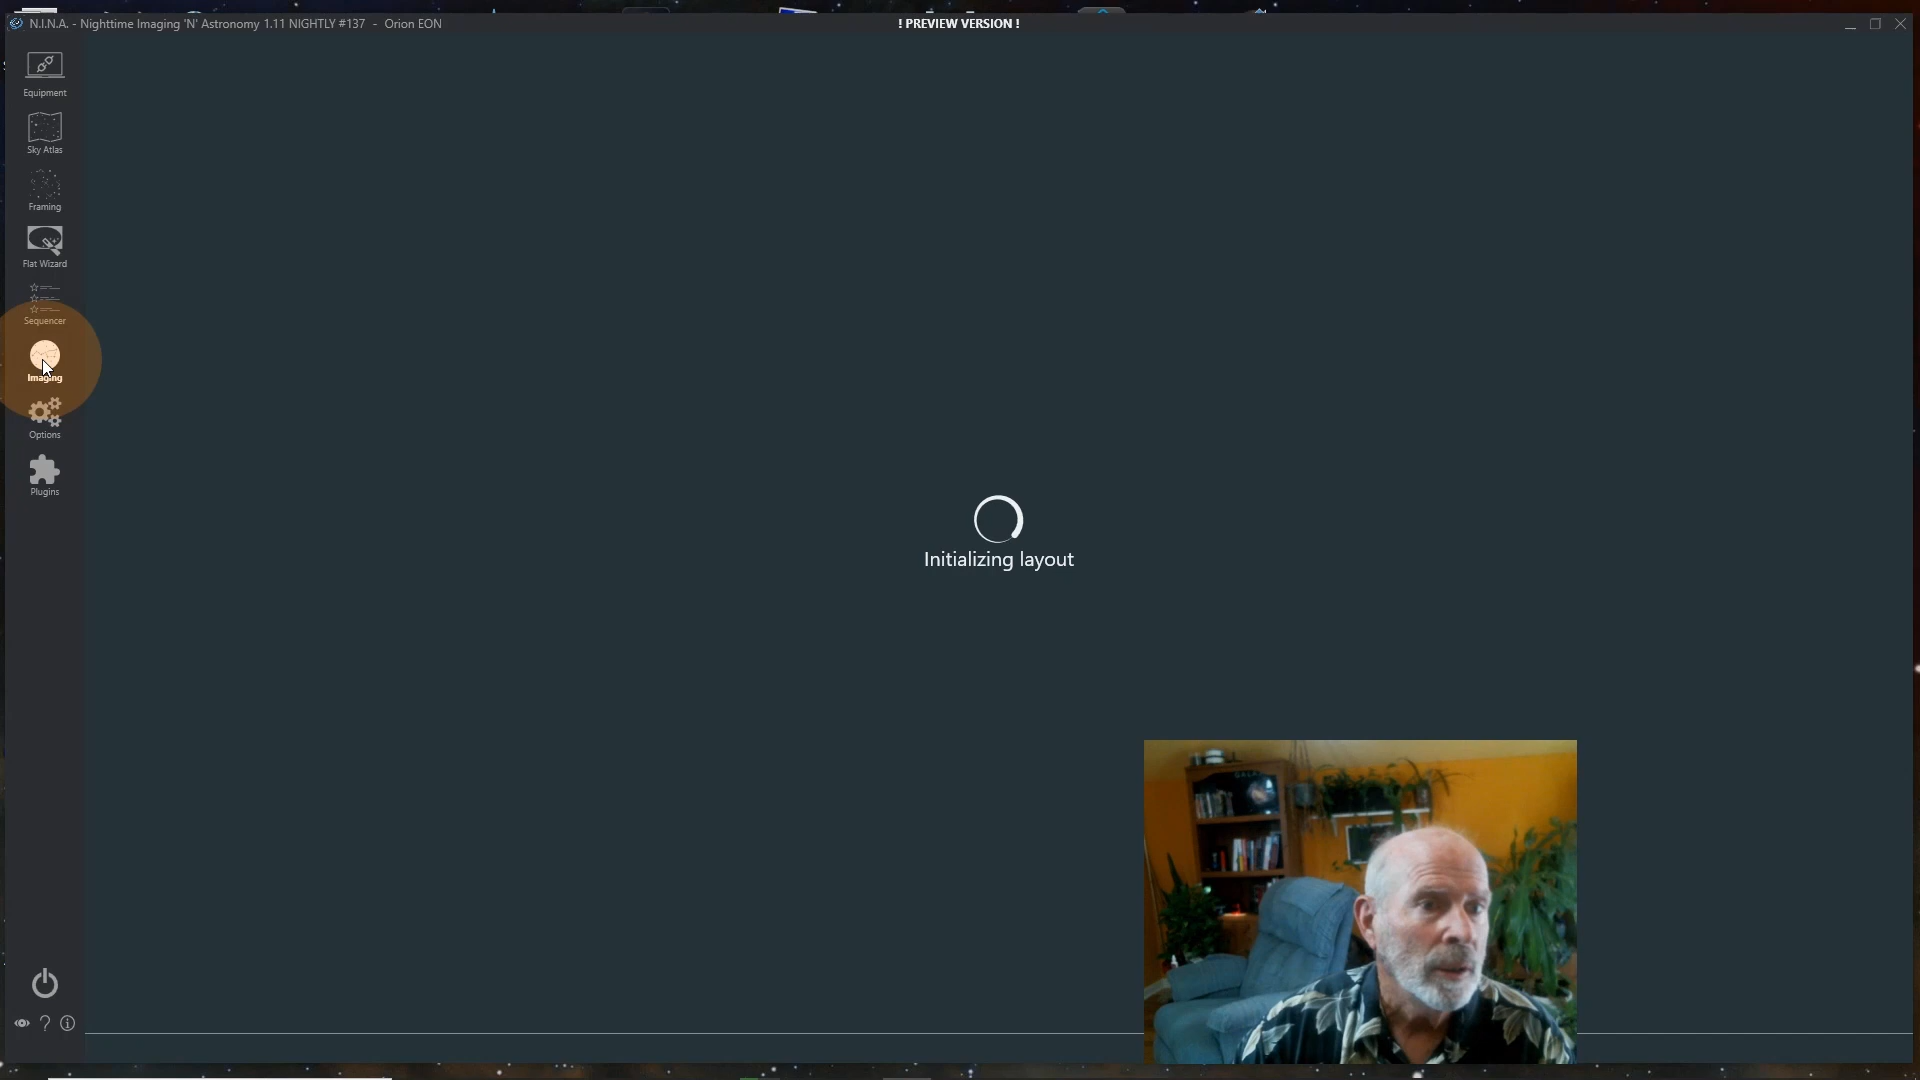 N.I.N.A. - Nighttime Imaging 'N' Astronomy 1.11 NIGHTLY #137 - Orion EON
! PREVIEW VERSION !
Equipment
Sky Atlas
Framing
Flat Wizard
Sequencer
Imaging
Options
Plugins
Initializing layout